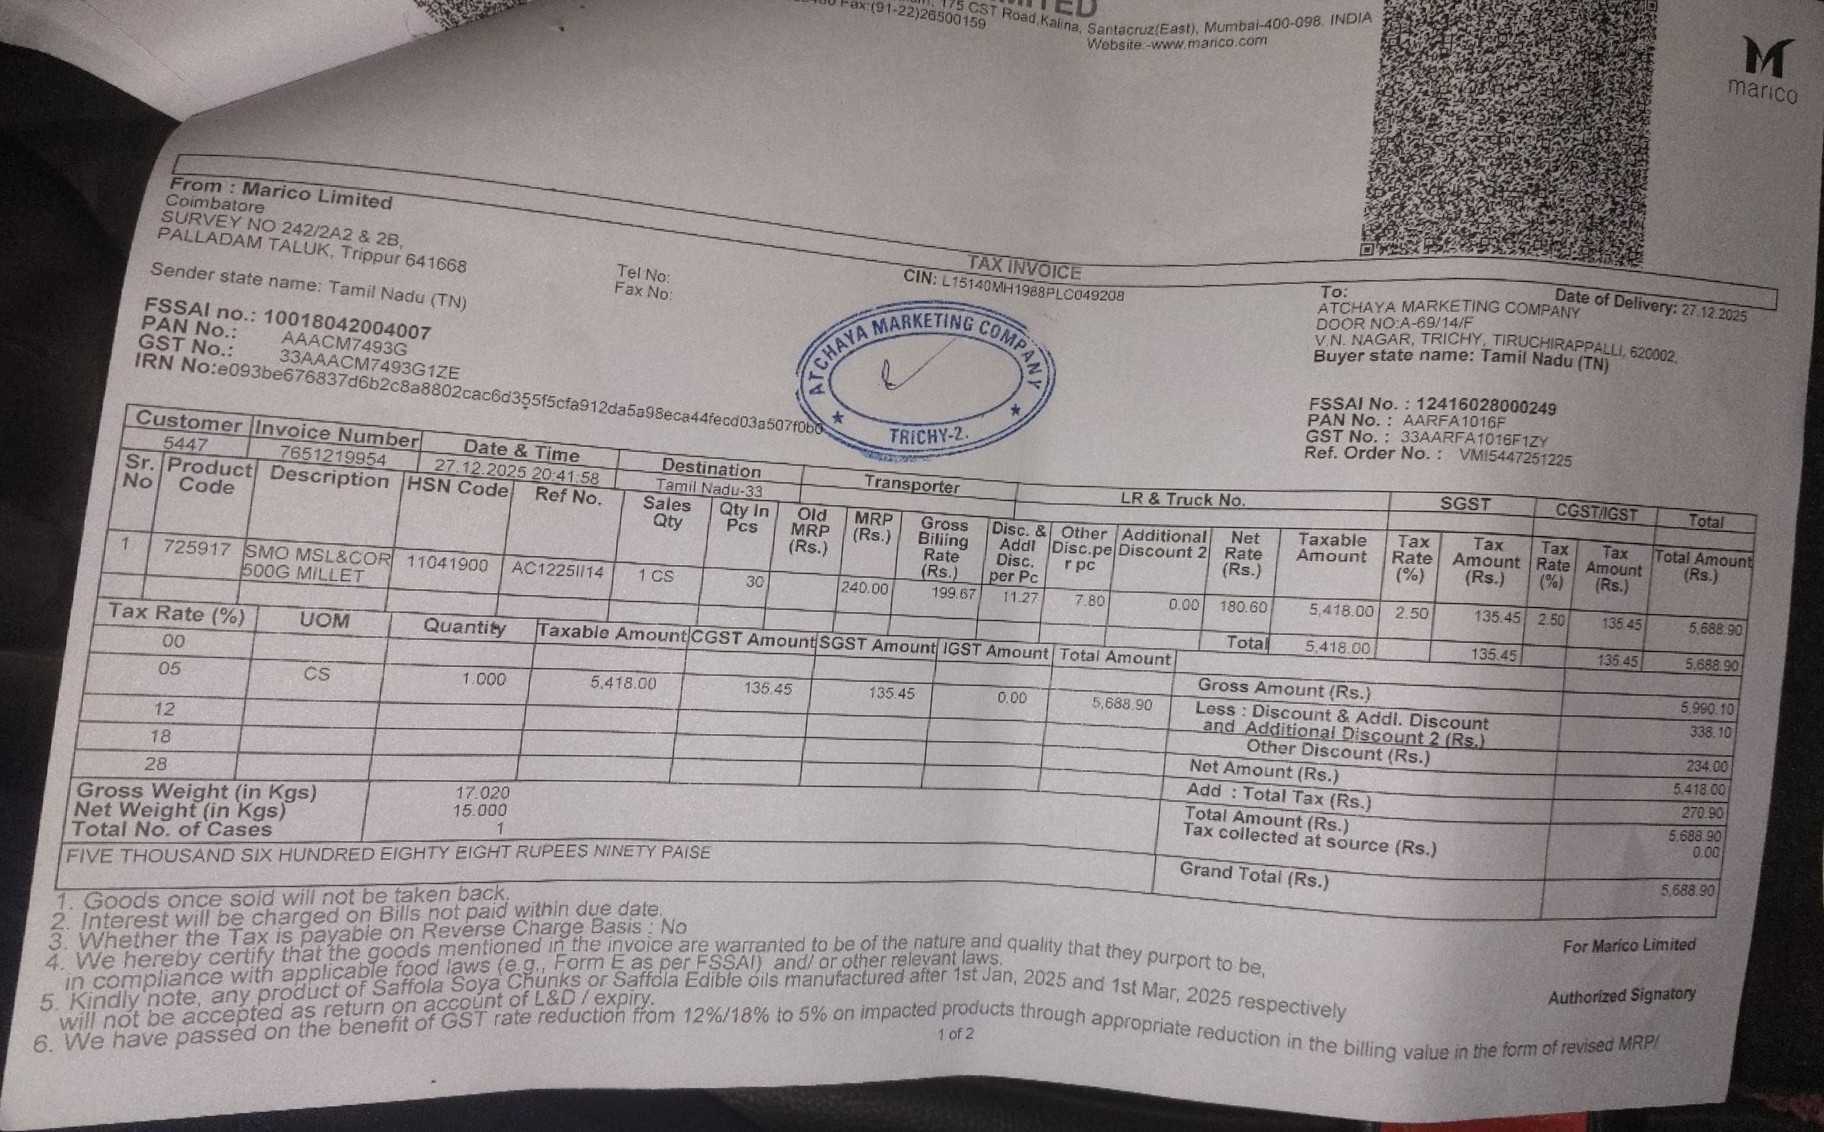 ITED
Fax:(91-22)26500159
175 CST Road,Kalina, Santacruz(East), Mumbai-400-098. INDIA
Website:-www.marico.com
marico
TAX INVOICE
From : Marico Limited
Coimbatore
SURVEY NO 242/2A2 & 2B,
PALLADAM TALUK, Trippur 641668
Sender state name: Tamil Nadu (TN)
Tel No:
Fax No:
CIN: L15140MH1988PLC049208
Date of Delivery: 27.12.2025
To:
ATCHAYA MARKETING COMPANY
DOOR NO:A-69/14/F
V.N. NAGAR, TRICHY, TIRUCHIRAPPALLI, 620002,
Buyer state name: Tamil Nadu (TN)
FSSAI no.: 10018042004007
PAN No.: AAACM7493G
GST No.: 33AAACM7493G1ZE
IRN No:e093be676837d6b2c8a8802cac6d355f5cfa912da5a98eca44fecd03a507f0b0
ATCHAYA MARKETING COMPANY
TRICHY-2.
FSSAI No. : 12416028000249
PAN No. : AARFA1016F
GST No. : 33AARFA1016F1ZY
Ref. Order No. : VMI5447251225
Customer Invoice Number Date & Time Destination Transporter LR & Truck No. SGST CGST/IGST Total
5447 7651219954 27.12.2025 20:41:58 Tamil Nadu-33
Sr. No Product Code Description HSN Code Ref No. Sales Qty Qty In Pcs Old MRP (Rs.) MRP (Rs.) Gross Billing Rate (Rs.) Disc. & Addl Disc. per Pc Other Disc.pe r pc Additional Discount 2 Net Rate (Rs.) Taxable Amount Tax Rate (%) Tax Amount (Rs.) Tax Rate (%) Tax Amount (Rs.) Total Amount (Rs.)
1 725917 SMO MSL&COR 500G MILLET 11041900 AC1225II14 1 CS 30 240.00 199.67 11.27 7.80 0.00 180.60 5,418.00 2.50 135.45 2.50 135.45 5,688.90
Total 5,418.00 135.45 135.45 5,688.90
Tax Rate (%) UOM Quantity Taxable Amount CGST Amount SGST Amount IGST Amount Total Amount
00
05 CS 1.000 5,418.00 135.45 135.45 0.00 5,688.90
12
18
28
Gross Amount (Rs.) 5,990.10
Less : Discount & Addl. Discount
and Additional Discount 2 (Rs.) 338.10
Other Discount (Rs.) 234.00
Net Amount (Rs.) 5,418.00
Add : Total Tax (Rs.) 270.90
Total Amount (Rs.) 5,688.90
Tax collected at source (Rs.) 0.00
Grand Total (Rs.) 5,688.90
Gross Weight (in Kgs) 17.020
Net Weight (in Kgs) 15.000
Total No. of Cases 1
FIVE THOUSAND SIX HUNDRED EIGHTY EIGHT RUPEES NINETY PAISE
1. Goods once sold will not be taken back.
2. Interest will be charged on Bills not paid within due date.
3. Whether the Tax is payable on Reverse Charge Basis : No
4. We hereby certify that the goods mentioned in the invoice are warranted to be of the nature and quality that they purport to be,
in compliance with applicable food laws (e.g., Form E as per FSSAI) and/ or other relevant laws.
5. Kindly note, any product of Saffola Soya Chunks or Saffola Edible oils manufactured after 1st Jan, 2025 and 1st Mar, 2025 respectively
will not be accepted as return on account of L&D / expiry.
6. We have passed on the benefit of GST rate reduction from 12%/18% to 5% on impacted products through appropriate reduction in the billing value in the form of revised MRP/
For Marico Limited
Authorized Signatory
1 of 2